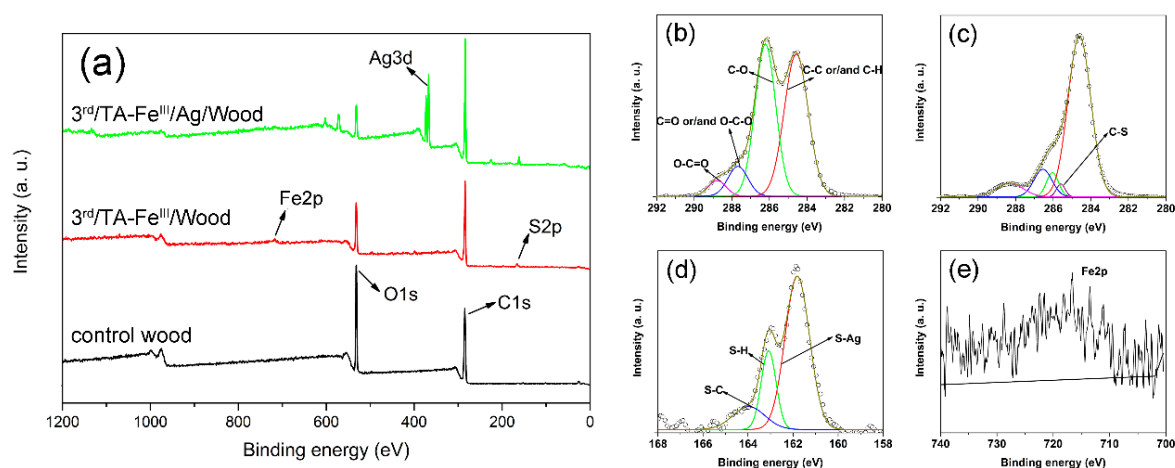 (a)
Ag3d
3rd/TA-FeIII/Ag/Wood
3rd/TA-FeIII/Wood
Fe2p
S2p
O1s
C1s
control wood
Intensity (a. u.)
1200 1000 800 600 400 200 0
Binding energy (eV)
(b)
C-O
C-C or/and C-H
C=O or/and O-C-O
O-C=O
Intensity (a. u.)
292 290 288 286 284 282 280
Binding energy (eV)
(c)
C-S
Intensity (a. u.)
292 290 288 286 284 282 280
Binding energy (eV)
(d)
S-H
S-Ag
S-C
Intensity (a. u.)
168 166 164 162 160 158
Binding energy (eV)
(e)
Fe2p
Intensity (a. u.)
740 730 720 710 700
Binding energy (eV)